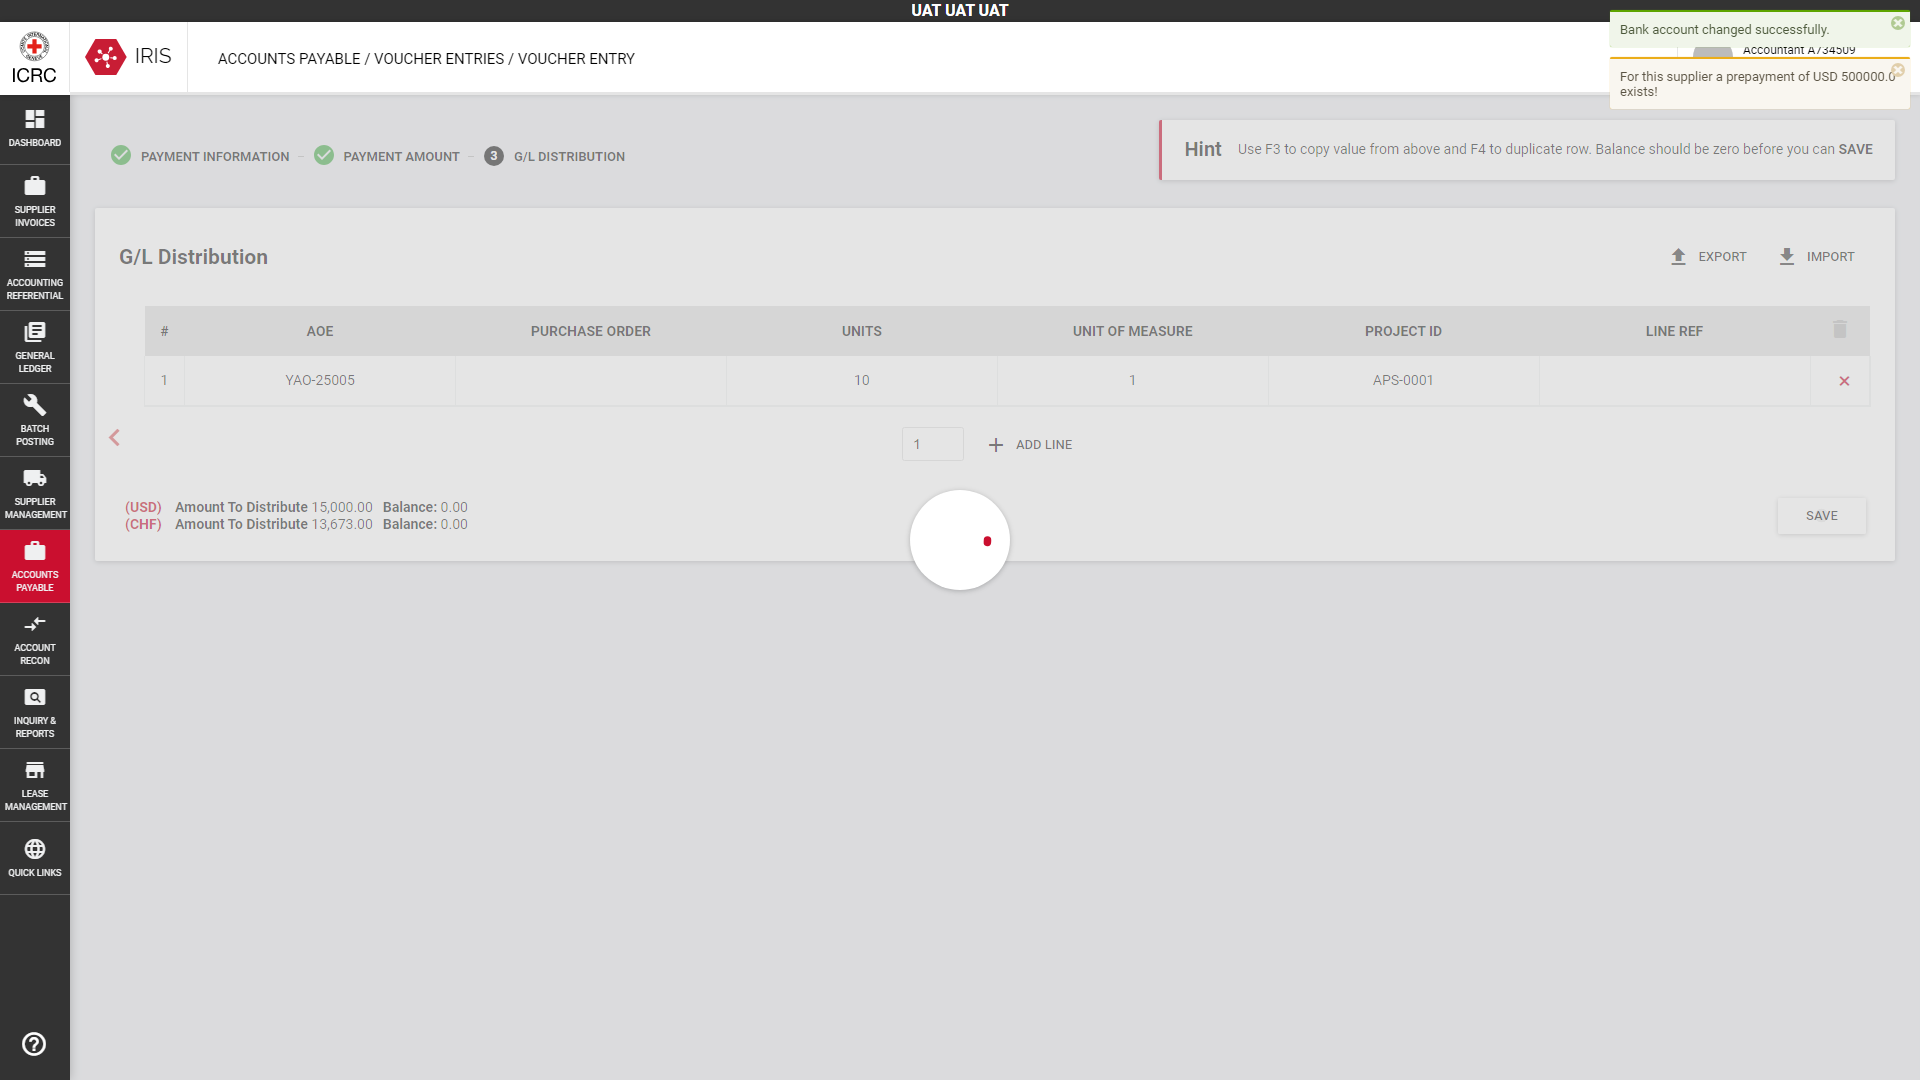 UAT UAT UAT
ICRC
IRIS
ACCOUNTS PAYABLE / VOUCHER ENTRIES / VOUCHER ENTRY
Bank account changed successfully.
Accountant A734509
For this supplier a prepayment of USD 500000.0
exists!
DASHBOARD
SUPPLIER
INVOICES
ACCOUNTING
REFERENTIAL
GENERAL
LEDGER
BATCH
POSTING
SUPPLIER
MANAGEMENT
ACCOUNTS
PAYABLE
ACCOUNT
RECON
INQUIRY &
REPORTS
LEASE
MANAGEMENT
QUICK LINKS
PAYMENT INFORMATION
PAYMENT AMOUNT
3 G/L DISTRIBUTION
Hint Use F3 to copy value from above and F4 to duplicate row. Balance should be zero before you can SAVE
G/L Distribution
EXPORT
IMPORT
# AOE PURCHASE ORDER UNITS UNIT OF MEASURE PROJECT ID LINE REF
1 YAO-25005 10 1 APS-0001
1
ADD LINE
(USD) Amount To Distribute 15,000.00 Balance: 0.00
(CHF) Amount To Distribute 13,673.00 Balance: 0.00
SAVE